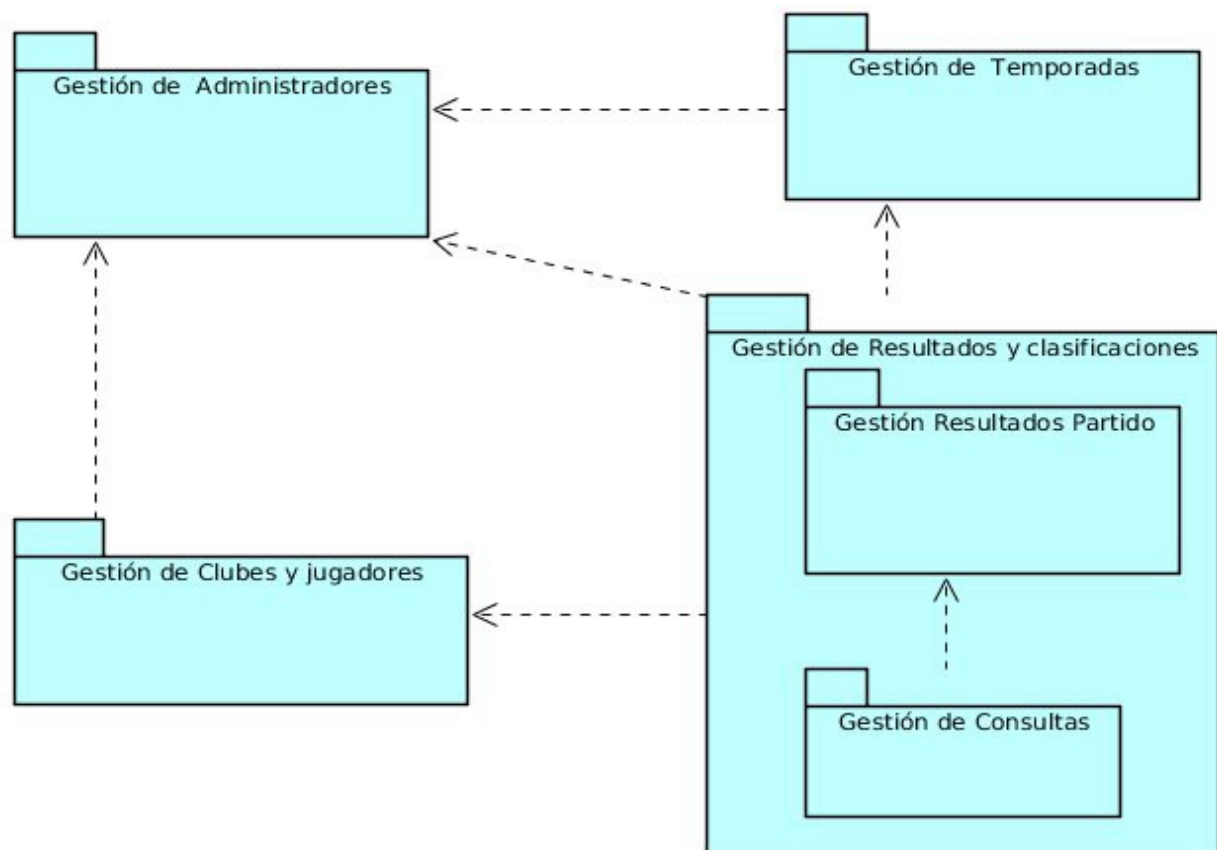 Gestión de Administradores
Gestión de Temporadas
Gestión de Resultados y clasificaciones
Gestión Resultados Partido
Gestión de Clubes y jugadores
Gestión de Consultas